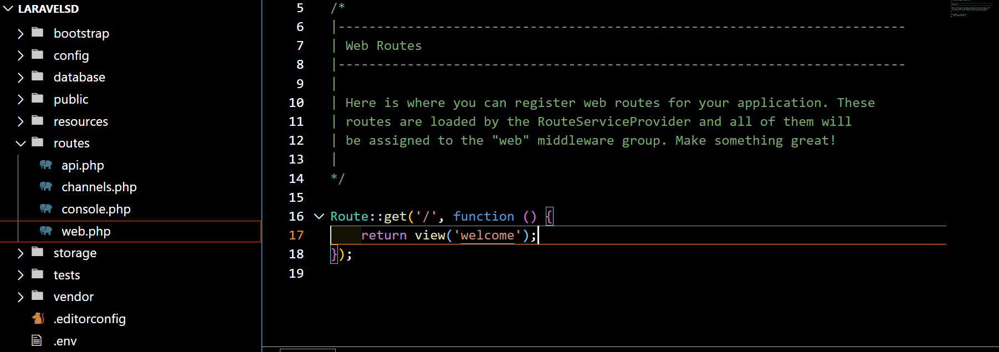 LARAVELSD
bootstrap
config
database
public
resources
routes
api.php
channels.php
console.php
web.php
storage
tests
vendor
.editorconfig
.env
5 /*
6 |--------------------------------------------------------------------------
7 | Web Routes
8 |--------------------------------------------------------------------------
9 |
10 | Here is where you can register web routes for your application. These
11 | routes are loaded by the RouteServiceProvider and all of them will
12 | be assigned to the "web" middleware group. Make something great!
13 |
14 */
15
16 Route::get('/', function () {
17     return view('welcome');
18 });
19